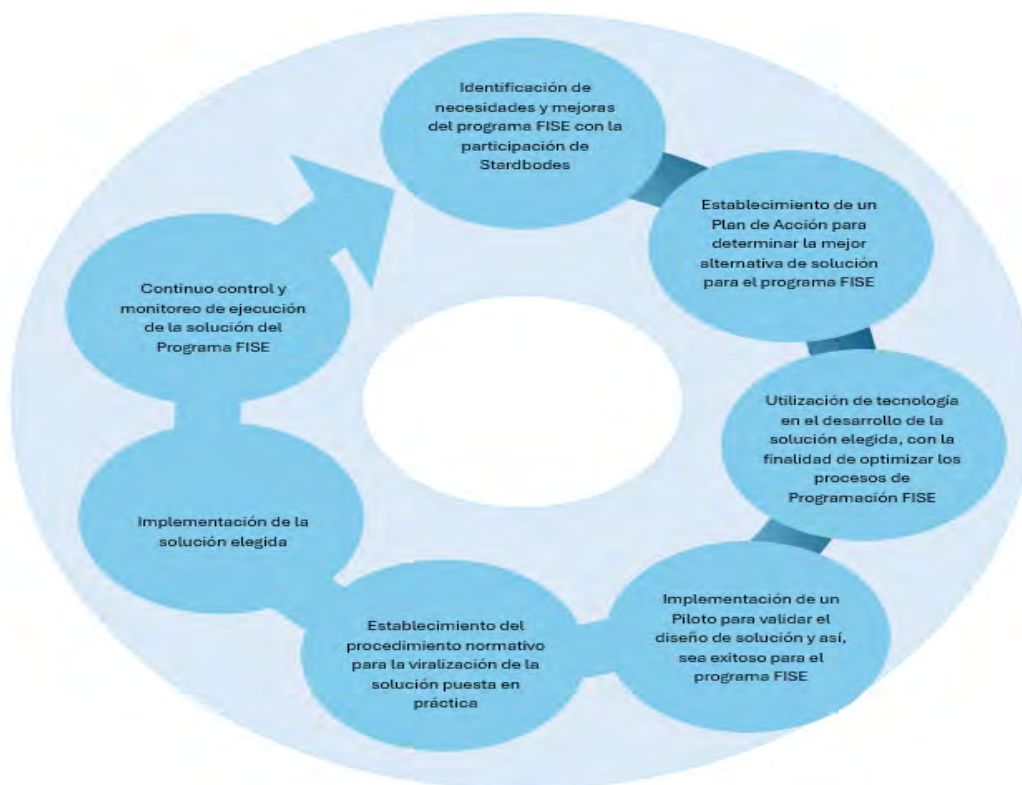 Identificación de
necesidades y mejoras
del programa FISE con la
participación de
Stardbodes
Establecimiento de un
Plan de Acción para
determinar la mejor
alternativa de solución
para el programa FISE
Utilización de tecnología
en el desarrollo de la
solución elegida, con la
finalidad de optimizar los
procesos de
Programación FISE
Implementación de un
Piloto para validar el
diseño de solución y así,
sea exitoso para el
programa FISE
Establecimiento del
procedimiento normativo
para la viralización de la
solución puesta en
práctica
Implementación de la
solución elegida
Continuo control y
monitoreo de ejecución
de la solución del
Programa FISE